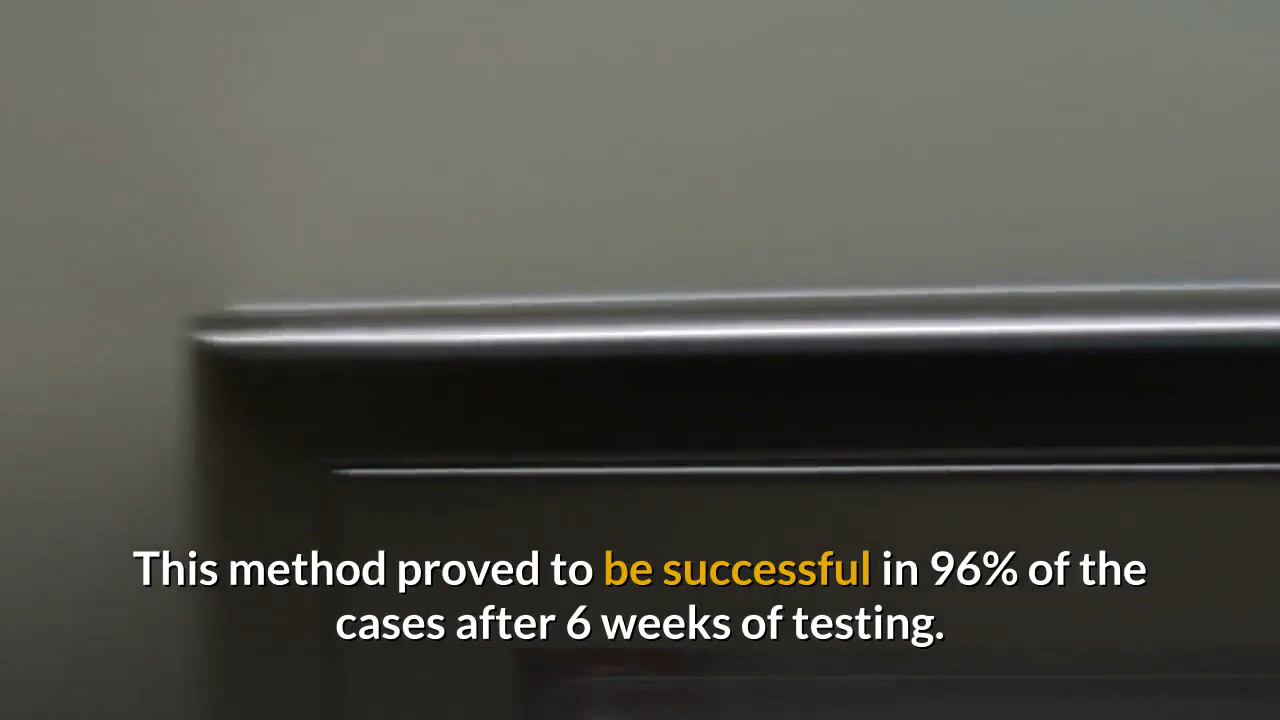 This method proved to be successful in 96% of the
cases after 6 weeks of testing.